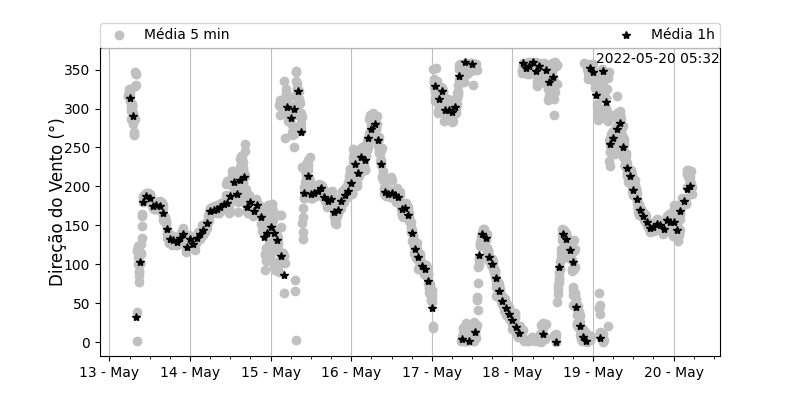 Média 5 min
Média 1h
2022-05-20 05:32
Direção do Vento (°)
350
300
250
200
150
100
50
0
13 - May 14 - May 15 - May 16 - May 17 - May 18 - May 19 - May 20 - May